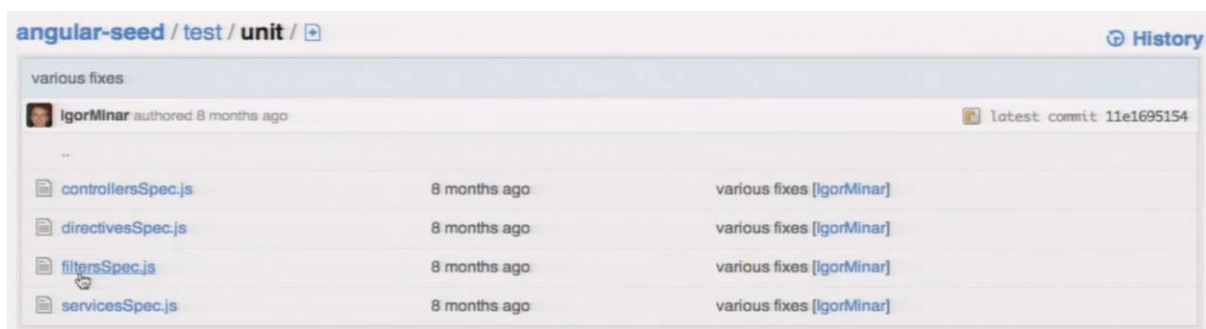 angular-seed / test / unit /
History
various fixes
IgorMinar authored 8 months ago
latest commit 11e1695154
..
controllersSpec.js 8 months ago various fixes [IgorMinar]
directivesSpec.js 8 months ago various fixes [IgorMinar]
filtersSpec.js 8 months ago various fixes [IgorMinar]
servicesSpec.js 8 months ago various fixes [IgorMinar]